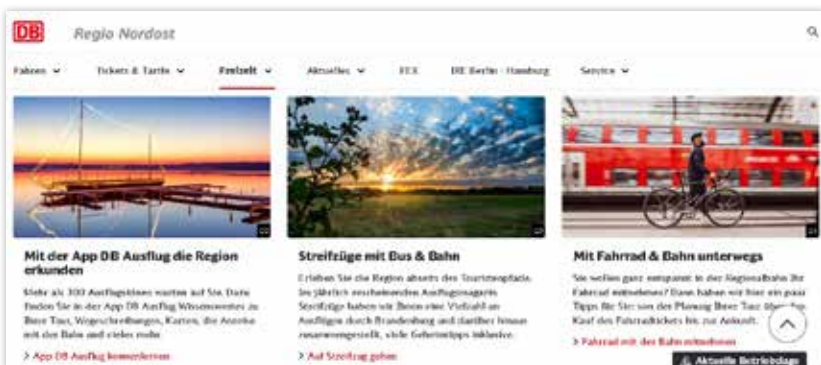 DB
Regio Nordost
Fahren
Tickets & Tarife
Freizeit
Aktuelles
FEX
IRE Berlin - Hamburg
Service
Mit der App DB Ausflug die Region
erkunden
Mehr als 300 Ausflugsideen warten auf Sie. Dazu
finden Sie in der App DB Ausflug Wissenswertes zu
Ihrer Tour, Wegbeschreibungen, Karten, die Anreise
mit der Bahn und vieles mehr.
> App DB Ausflug kennenlernen
Streifzüge mit Bus & Bahn
Erleben Sie die Region abseits der Touristenpfade.
Im jährlich erscheinenden Ausflugsmagazin
Streifzüge haben wir Ihnen eine Vielzahl an
Ausflügen durch Brandenburg und darüber hinaus
zusammengestellt, viele Geheimtipps inklusive.
> Auf Streifzug gehen
Mit Fahrrad & Bahn unterwegs
Sie wollen ganz entspannt in der Regionalbahn Ihr
Fahrrad mitnehmen? Dann haben wir hier ein paar
Tipps für Sie: von der Planung Ihrer Tour über den
Kauf des Fahrradtickets bis zur Ankunft.
> Fahrrad mit der Bahn mitnehmen
Aktuelle Betriebslage